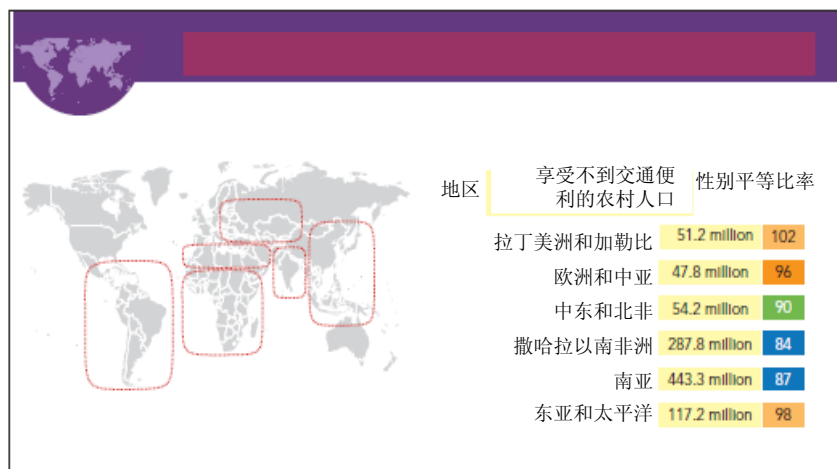 地区 享受不到交通便 性别平等比率
利的农村人口
拉丁美洲和加勒比 51.2 million 102
欧洲和中亚 47.8 million 96
中东和北非 54.2 million 90
撒哈拉以南非洲 287.8 million 84
南亚 443.3 million 87
东亚和太平洋 117.2 million 98